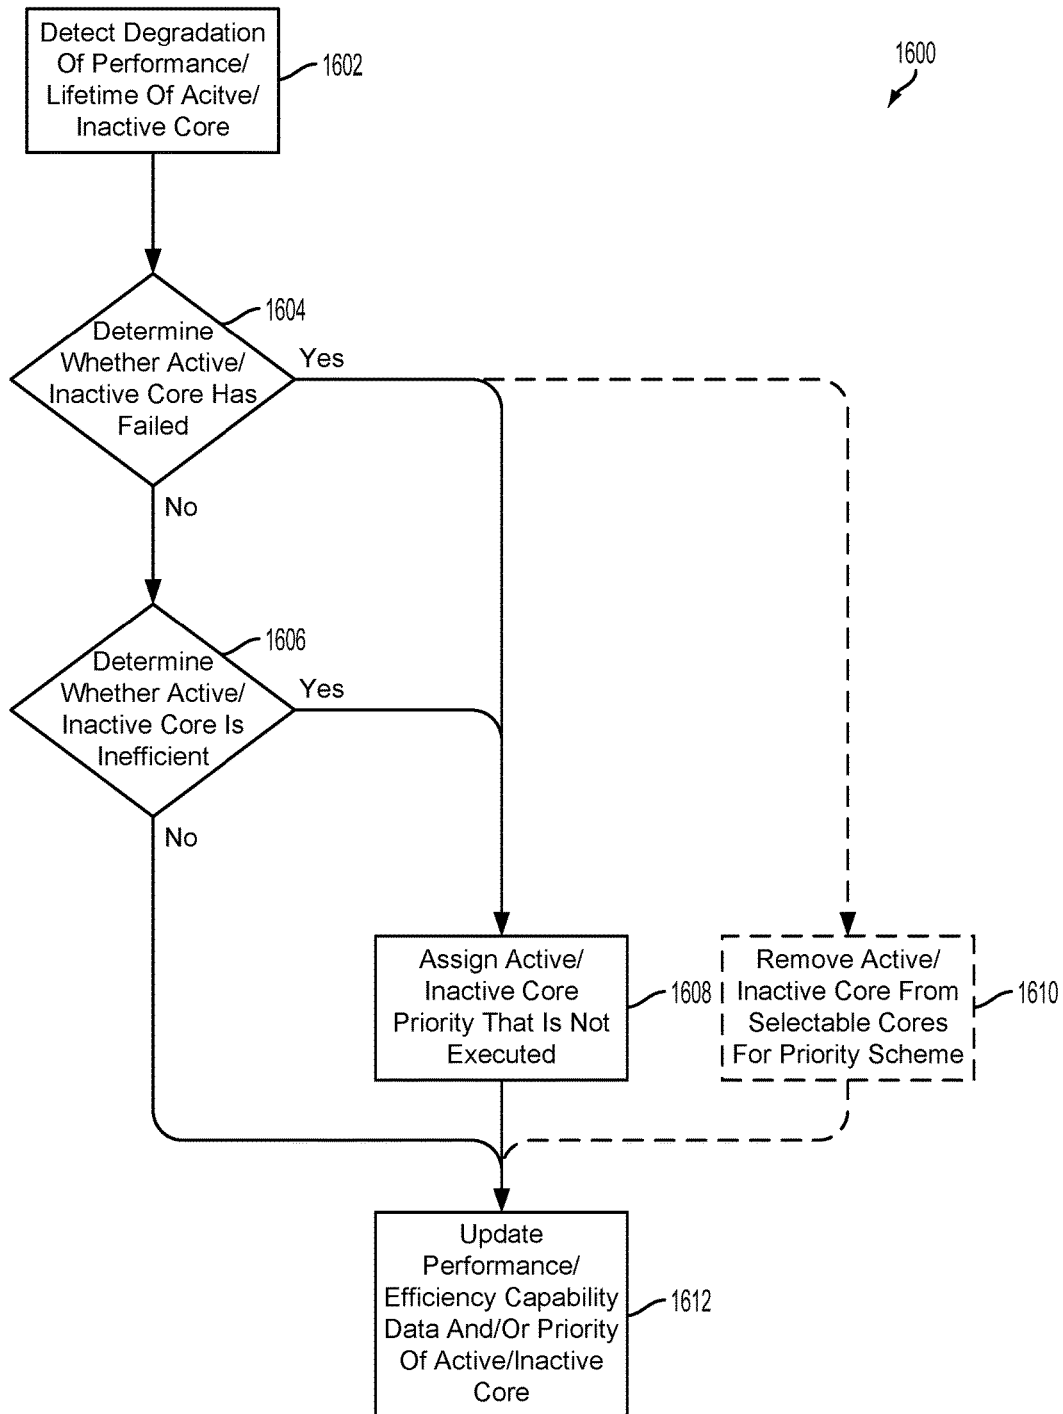 Detect Degradation
Of Performance/
Lifetime Of Acitve/
Inactive Core
1602
1600
1604
Determine
Whether Active/
Inactive Core Has
Failed
Yes
No
1606
Determine
Whether Active/
Inactive Core Is
Inefficient
Yes
No
Assign Active/
Inactive Core
Priority That Is Not
Executed
1608
Remove Active/
Inactive Core From
Selectable Cores
For Priority Scheme
1610
Update
Performance/
Efficiency Capability
Data And/Or Priority
Of Active/Inactive
Core
1612